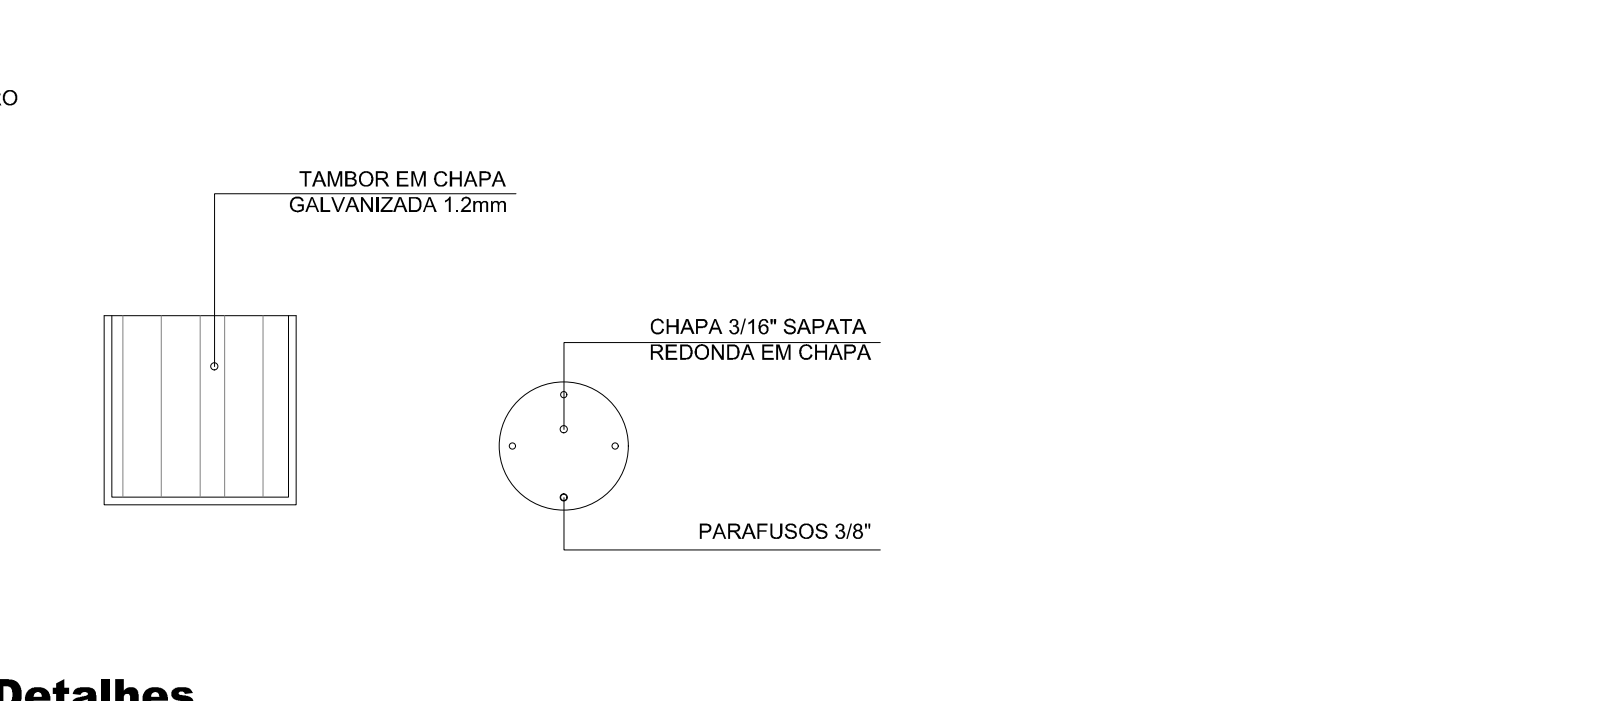 TAMBOR EM CHAPA
GALVANIZADA 1.2mm
CHAPA 3/16" SAPATA
REDONDA EM CHAPA
PARAFUSOS 3/8"
Detalhes